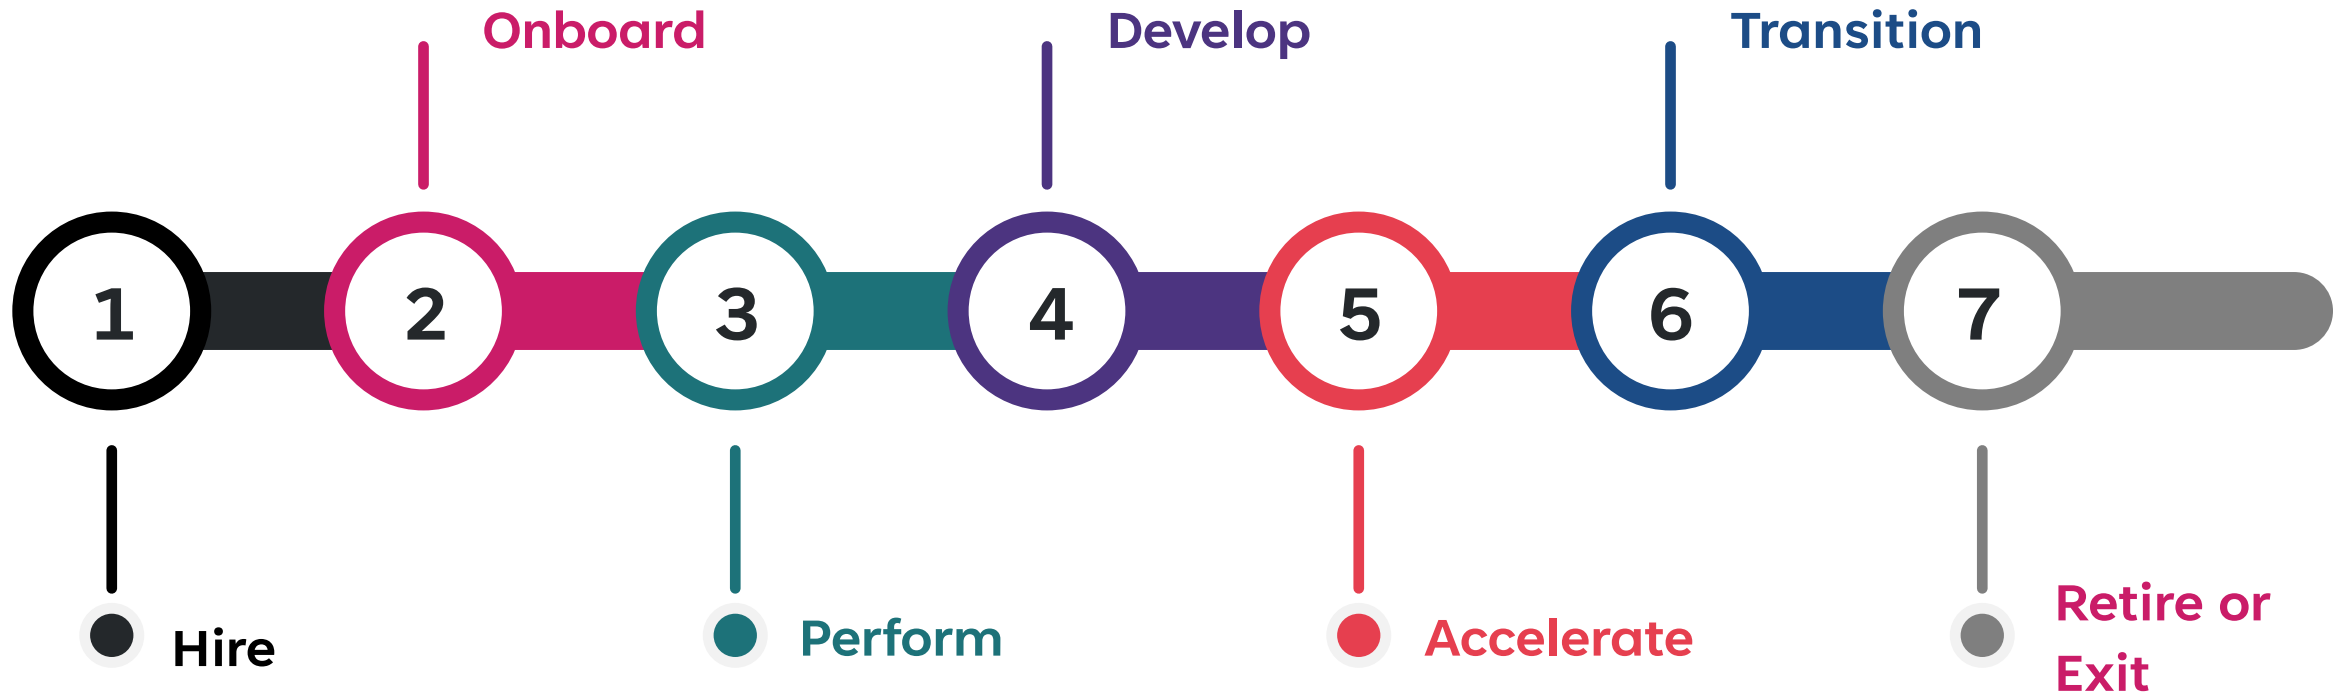 Onboard
Develop
Transition
1
2
3
4
5
6
7
Hire
Perform
Accelerate
Retire or
Exit